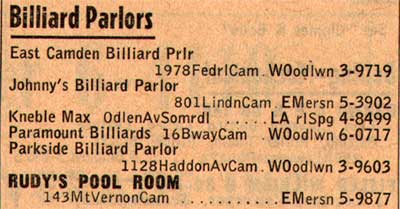 Billiard Parlors
East Camden Billiard Prlr
1978FedrlCam.WOodlwn 3-9719
Johnny's Billiard Parlor
801LindnCam.EMersn 5-3902
Kneble Max OdlenAvSomrdl ..... LA rlSpg 4-8499
Paramount Billiards 16BwayCam .WOodlwn 6-0717
Parkside Billiard Parlor
1128HaddonAvCam.WOodlwn 3-9603
RUDY'S POOL ROOM
143MtVernonCam ..........EMersn 5-9877